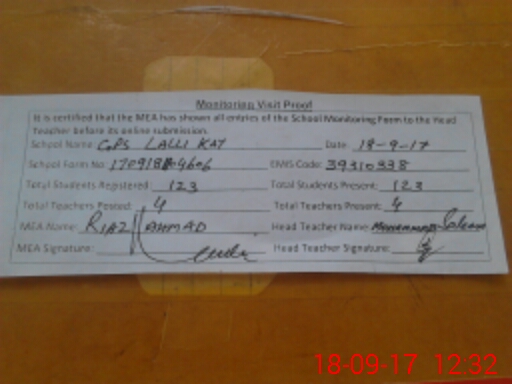 Monitoring Visit Proof
It is certified that the MEA has shown all entries of the School Monitoring Form to the Head
Teacher before its online submission.
School Name: GPS LALLI KAT Date: 18-9-17
School Form No: EMIS Code: 39310338
Total Students Registered: 123 Total Students Present: 123
Total Teachers Posted: 4 Total Teachers Present: 4
MEA Name: RIAZ AHMAD Head Teacher Name: Muhammad
MEA Signature: Head Teacher Signature:
18-09-17 12:32